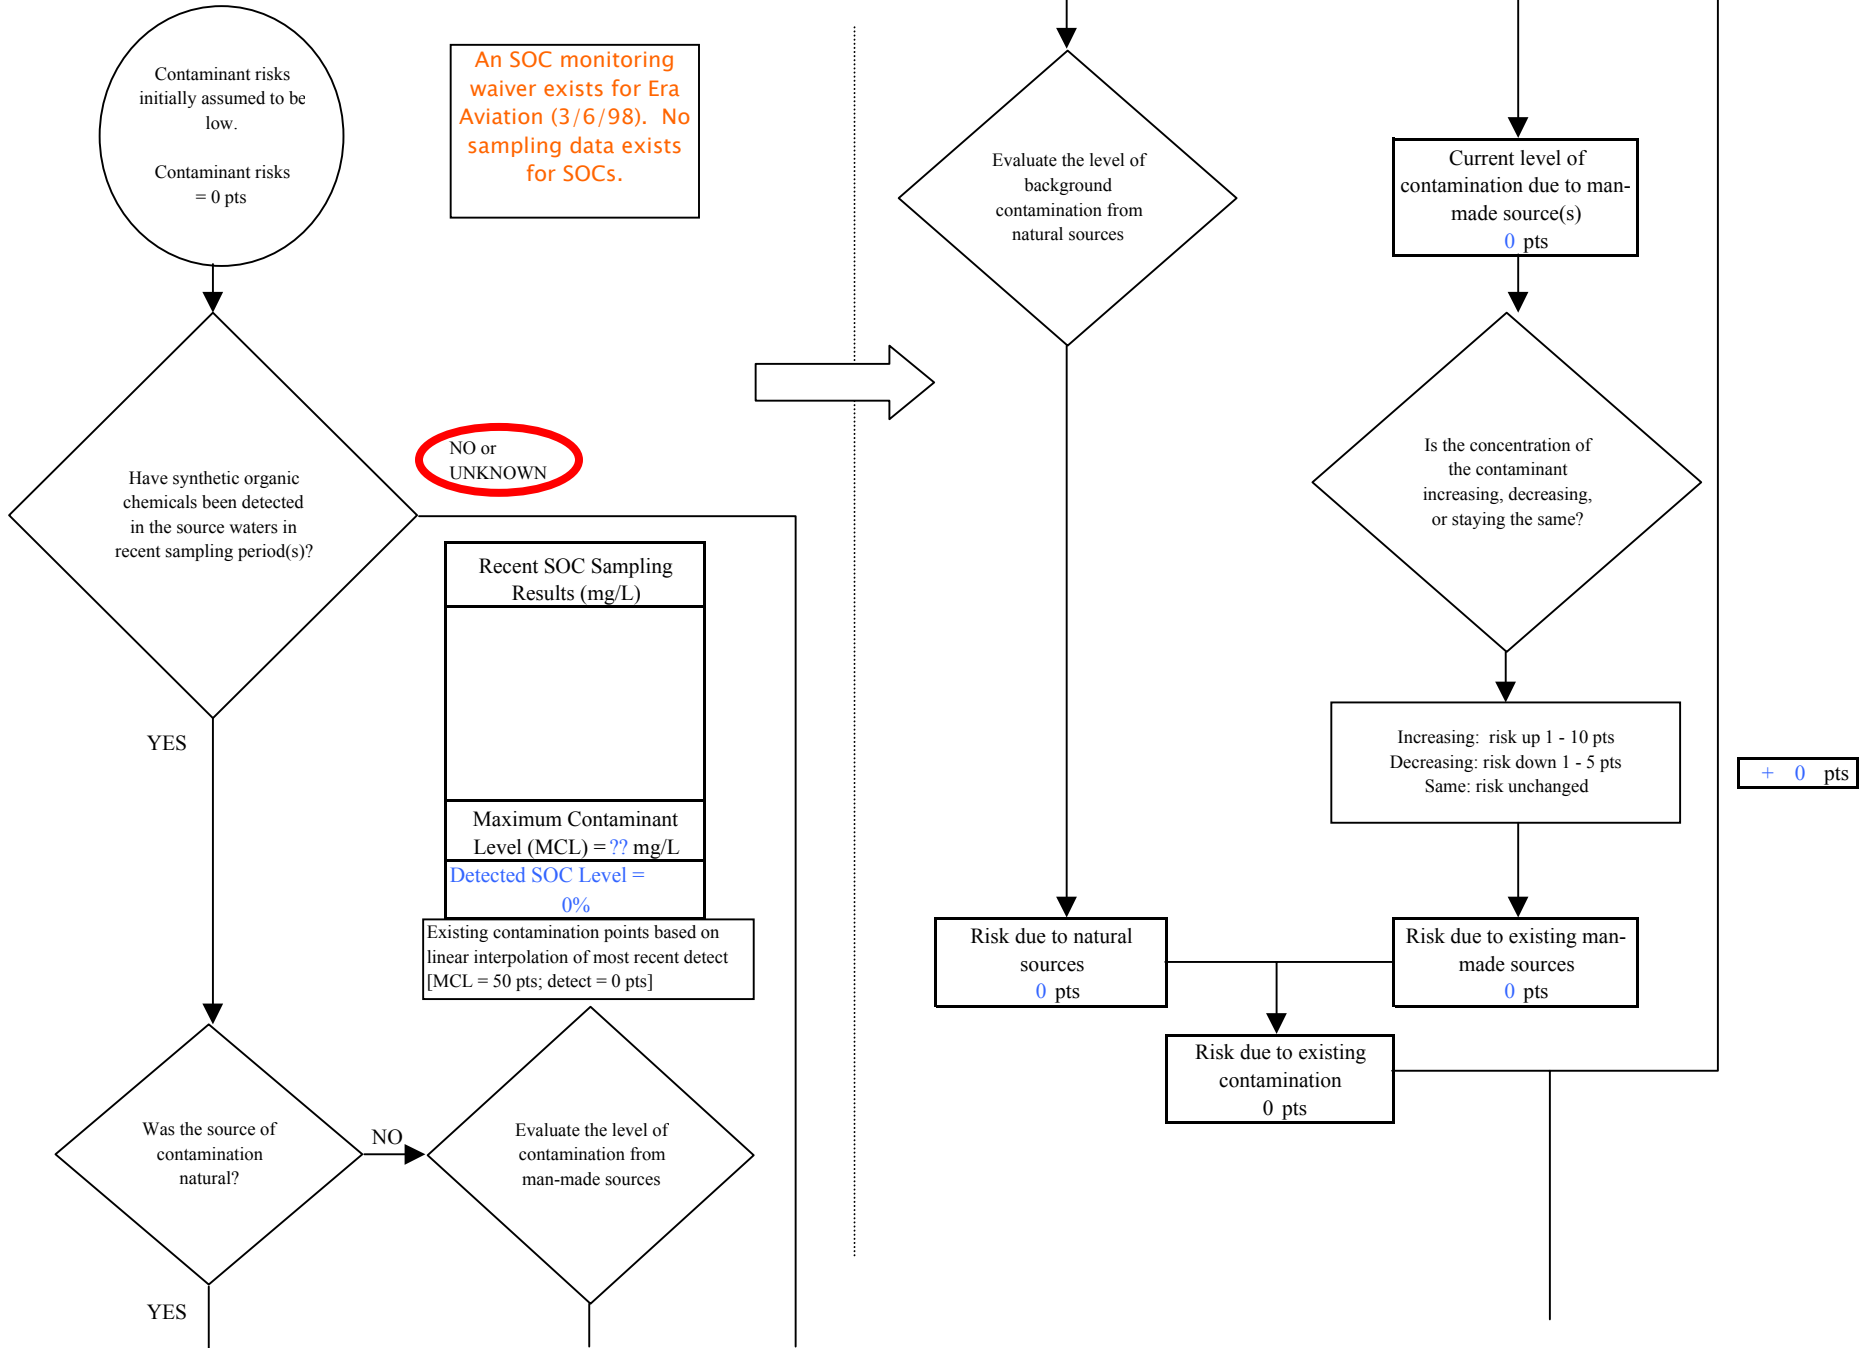 Contaminant risks
initially assumed to be
low.
Contaminant risks
= 0 pts
An SOC monitoring
waiver exists for Era
Aviation (3/6/98). No
sampling data exists
for SOCs.
Have synthetic organic
chemicals been detected
in the source waters in
recent sampling period(s)?
NO or
UNKNOWN
YES
Recent SOC Sampling
Results (mg/L)
Maximum Contaminant
Level (MCL) = ?? mg/L
Detected SOC Level =
0%
Existing contamination points based on
linear interpolation of most recent detect
[MCL = 50 pts; detect = 0 pts]
Was the source of
contamination
natural?
NO
Evaluate the level of
contamination from
man-made sources
YES
Evaluate the level of
background
contamination from
natural sources
Current level of
contamination due to man-
made source(s)
0 pts
Is the concentration of
the contaminant
increasing, decreasing,
or staying the same?
Increasing: risk up 1 - 10 pts
Decreasing: risk down 1 - 5 pts
Same: risk unchanged
+ 0 pts
Risk due to natural
sources
0 pts
Risk due to existing man-
made sources
0 pts
Risk due to existing
contamination
0 pts